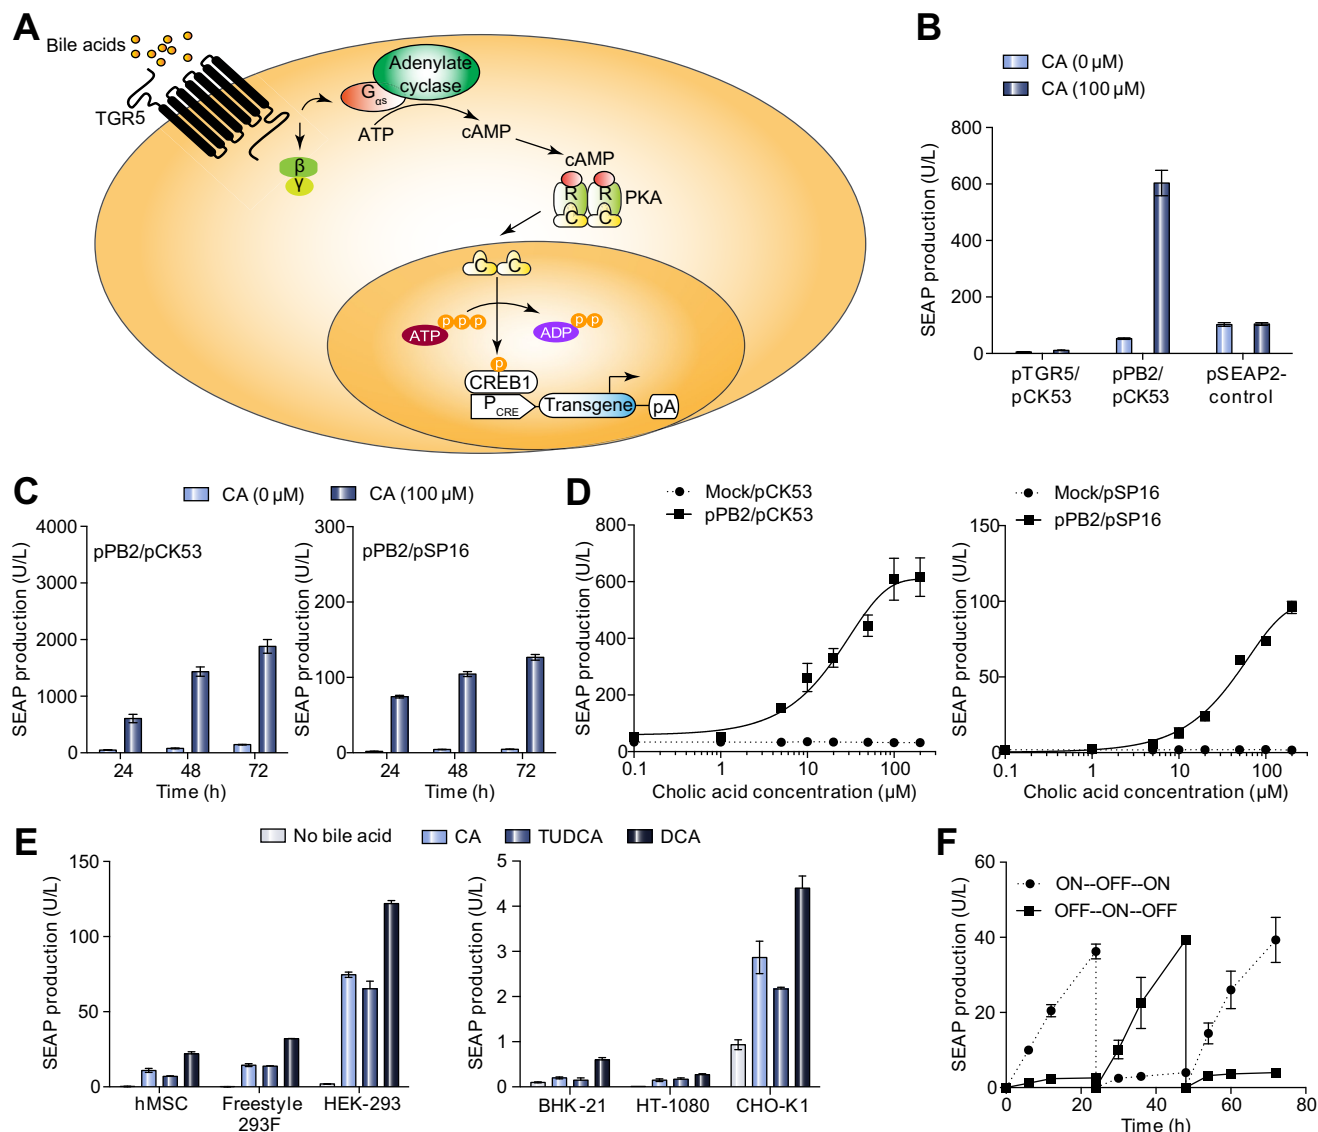 A
Bile acids
TGR5
Adenylate
cyclase
Gαs
ATP
cAMP
β
γ
cAMP
R
R
PKA
C
C
C
C
ATP
P
P
P
ADP
P
P
P
CREB1
PCRE
Transgene
pA
B
CA (0 µM)
CA (100 µM)
SEAP production (U/L)
800
600
400
200
0
pTGR5/
pCK53
pPB2/
pCK53
pSEAP2-
control
C
CA (0 µM)
CA (100 µM)
SEAP production (U/L)
4000
3000
2000
1000
0
pPB2/pCK53
24
48
72
Time (h)
SEAP production (U/L)
300
200
100
0
pPB2/pSP16
24
48
72
Time (h)
D
Mock/pCK53
pPB2/pCK53
SEAP production (U/L)
800
600
400
200
0
0.1
1
10
100
Cholic acid concentration (µM)
Mock/pSP16
pPB2/pSP16
SEAP production (U/L)
150
100
50
0
0.1
1
10
100
Cholic acid concentration (µM)
E
No bile acid
CA
TUDCA
DCA
SEAP production (U/L)
150
100
50
0
hMSC
Freestyle
293F
HEK-293
SEAP production (U/L)
5
4
3
2
1
0
BHK-21
HT-1080
CHO-K1
F
ON--OFF--ON
OFF--ON--OFF
SEAP production (U/L)
60
40
20
0
0
20
40
60
80
Time (h)